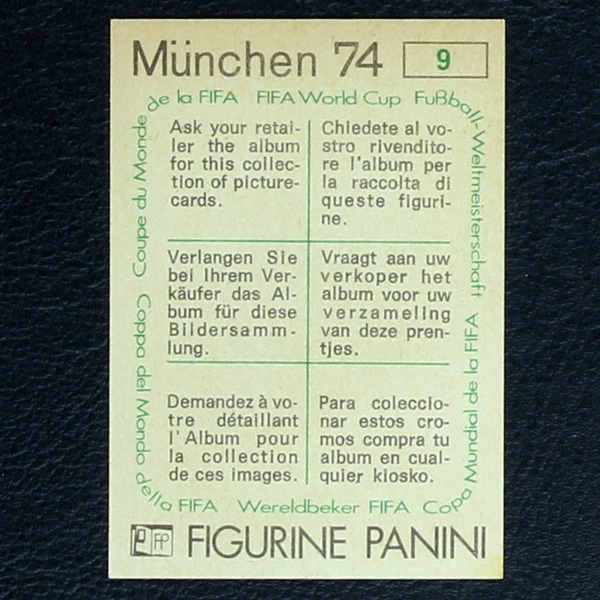 München 74
9
de la FIFA FIFA World Cup Fußball-Weltmeisterschaft
Copa Mundial de la FIFA
Wereldbeker FIFA
Coppa del Mondo della FIFA
Coupe du Monde
Ask your retai-
ler the album
for this collec-
tion of picture-
cards.
Chiedete al vo-
stro rivendito-
re l'album per
la raccolta di
queste figuri-
ne.
Verlangen Sie
bei Ihrem Ver-
käufer das Al-
bum für diese
Bildersamm-
lung.
Vraagt aan uw
verkoper het
album voor uw
verzameling
van deze pren-
tjes.
Demandez à vo-
tre détaillant
l'Album pour
la collection
de ces images.
Para coleccio-
nar estos cro-
mos compra tu
album en cual-
quier kiosko.
FP FIGURINE PANINI